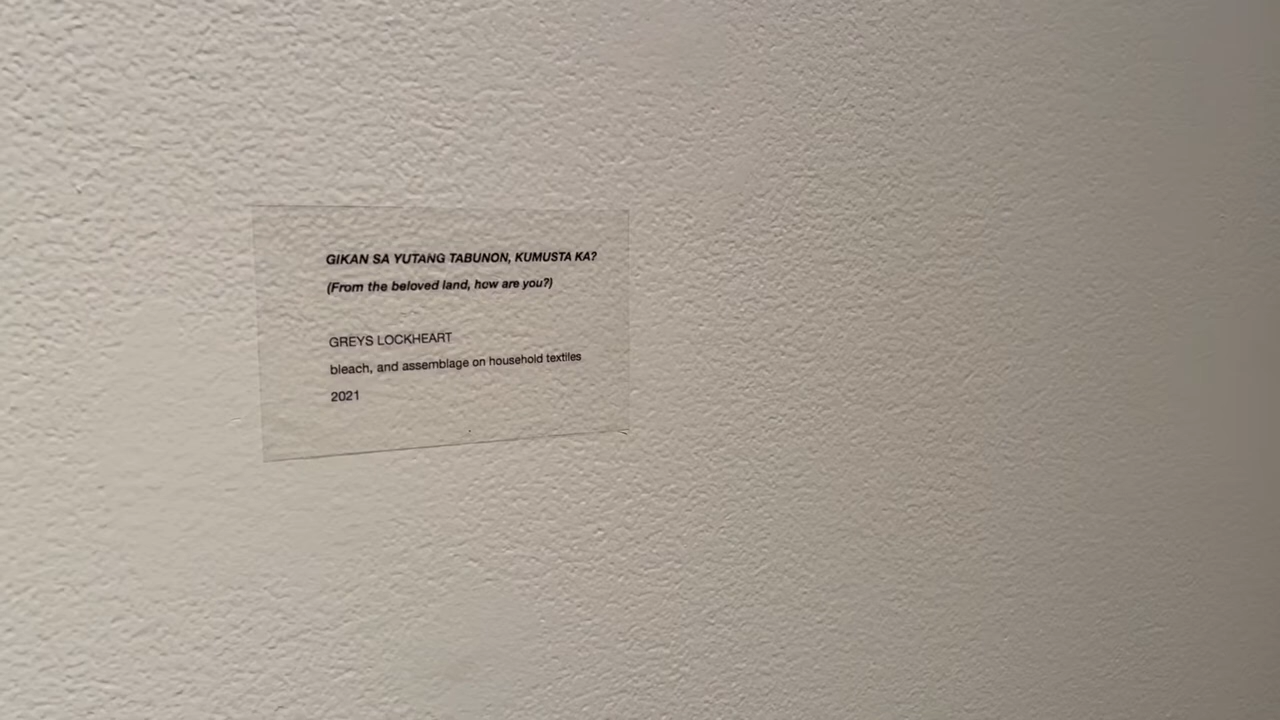 GIKAN SA YUTANG TABUNON, KUMUSTA KA?
(From the beloved land, how are you?)
GREYS LOCKHEART
bleach, and assemblage on household textiles
2021